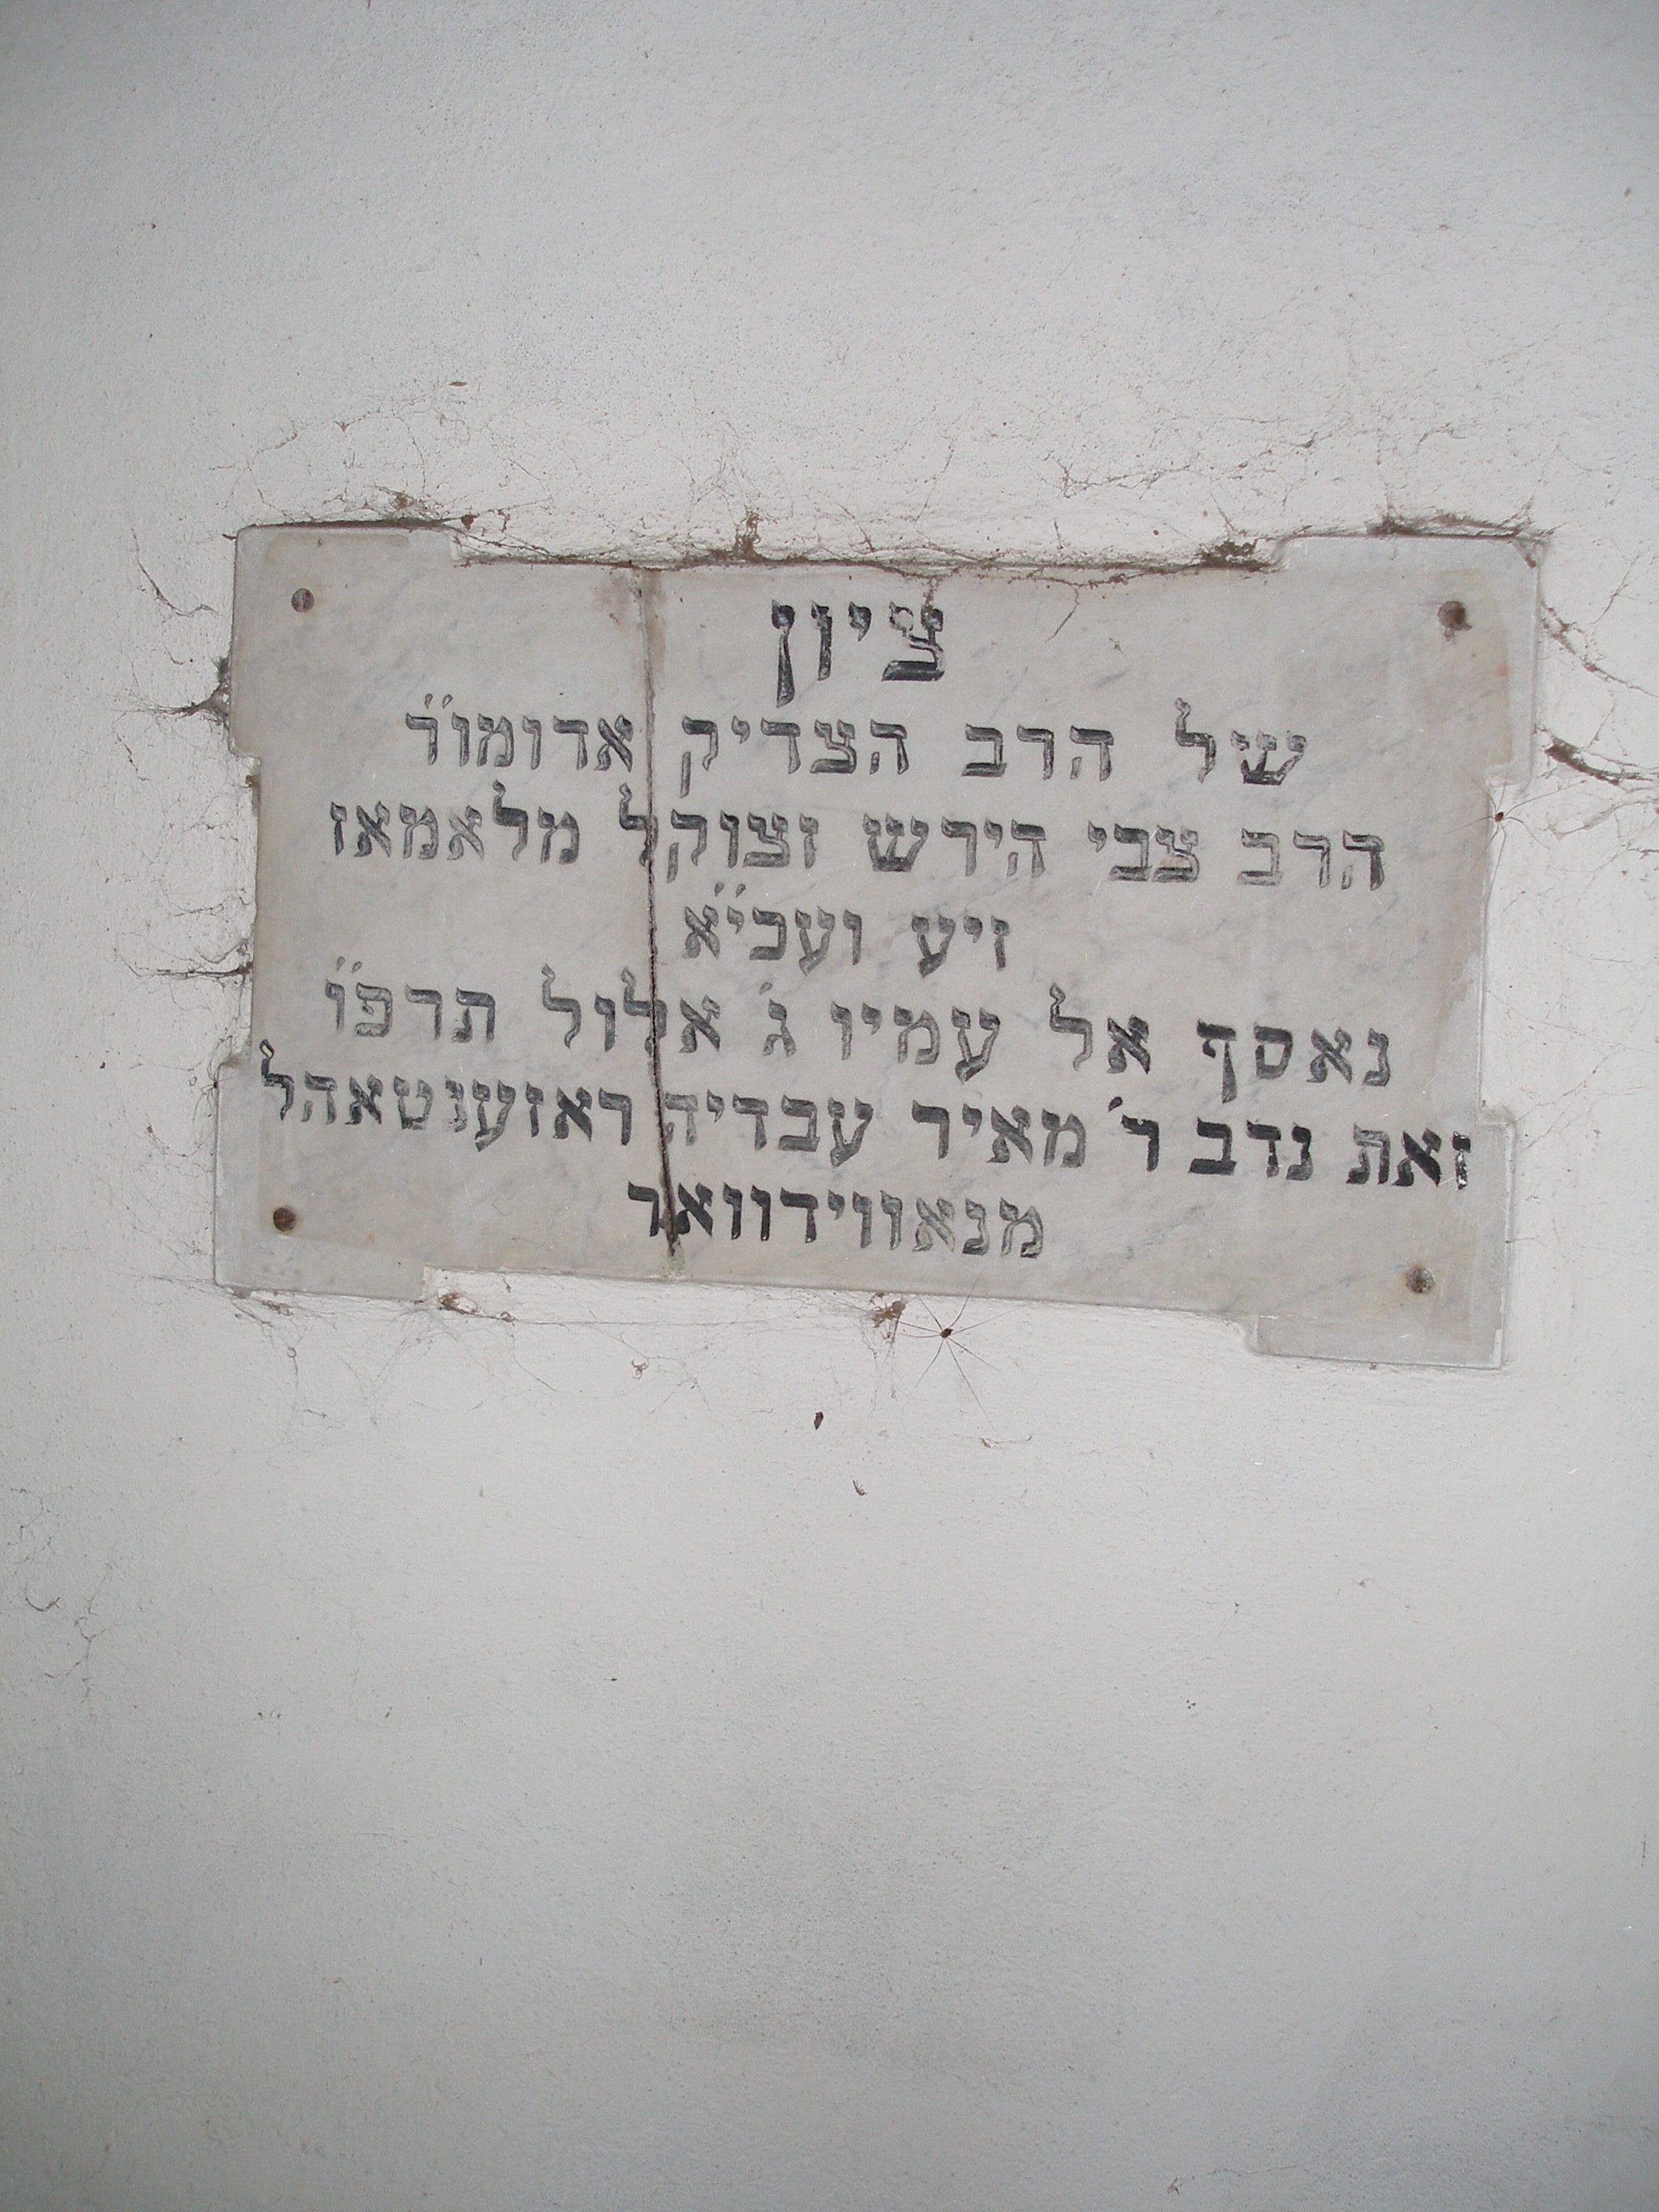 ציון
של הרב הצדיק אדומו״ר
הרב צבי הירש זצוקל מלאמאז
זיע ועכי״א
נאסף אל עמיו ג׳ אלול תרפ״ו
זאת נדב ר׳ מאיר עבדיה ראזענטאהל
מנאווידוואר